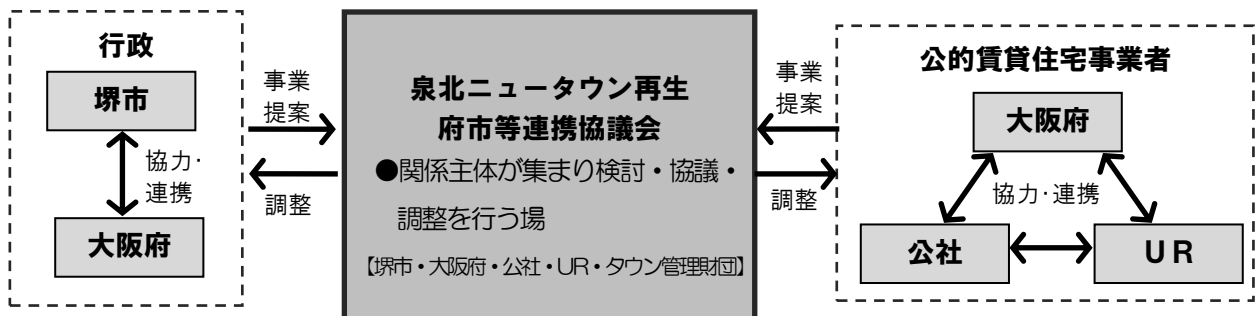 行政
堺市
協力・
連携
大阪府
事業
提案
調整
泉北ニュータウン再生
府市等連携協議会
●関係主体が集まり検討・協議・
調整を行う場
【堺市・大阪府・公社・UR・タウン管理財団】
事業
提案
調整
公的賃貸住宅事業者
大阪府
協力・連携
公社
ＵＲ